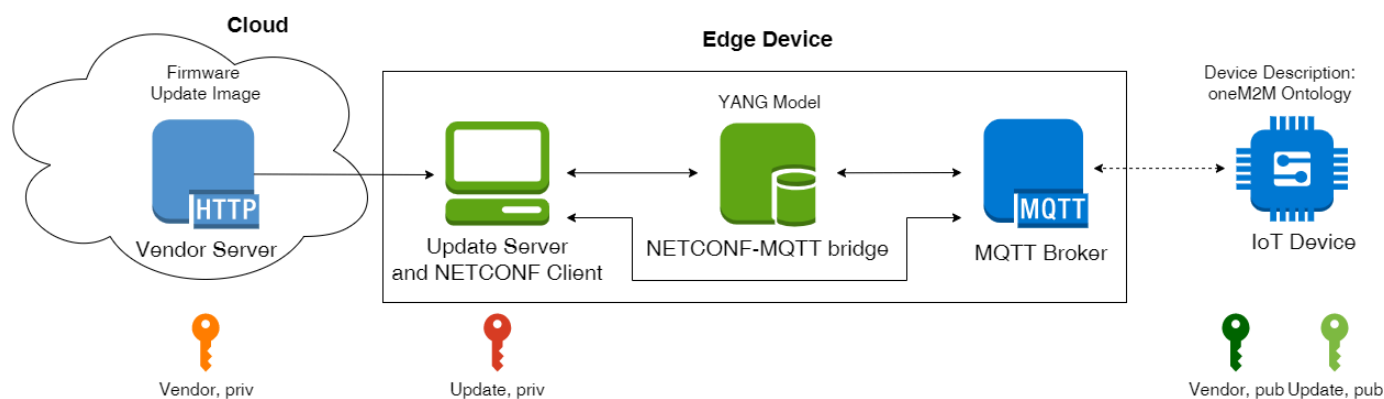 Cloud
Edge Device
Firmware
Update Image
YANG Model
Device Description:
oneM2M Ontology
HTTP
MQTT
Vendor Server
Update Server
and NETCONF Client
NETCONF-MQTT bridge
MQTT Broker
IoT Device
Vendor, priv
Update, priv
Vendor, pub
Update, pub